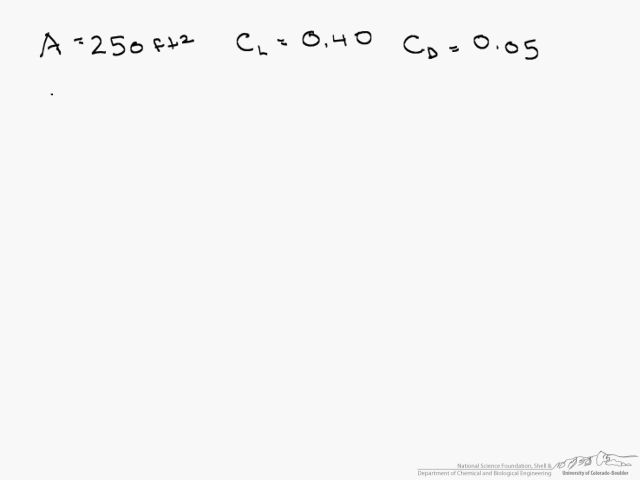 A = 250 ft2 CL = 0.40 CD = 0.05
National Science Foundation, Shell &
Department of Chemical and Biological Engineering
University of Colorado-Boulder